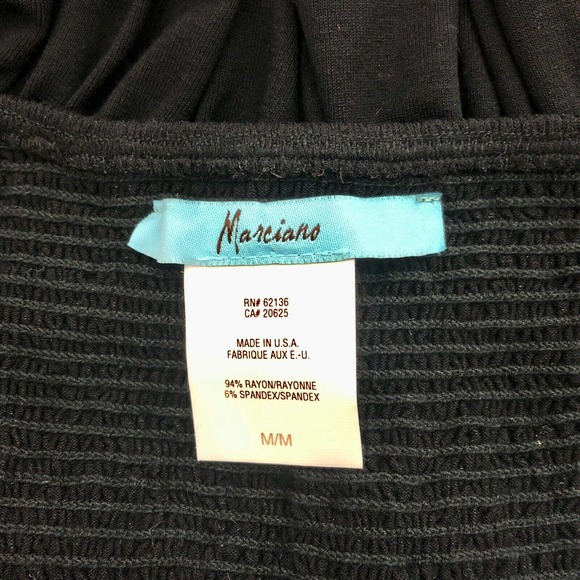 Marciano
RN# 62136
CA# 20625
MADE IN U.S.A.
FABRIQUE AUX E.-U.
94% RAYON/RAYONNE
6% SPANDEX/SPANDEX
M/M